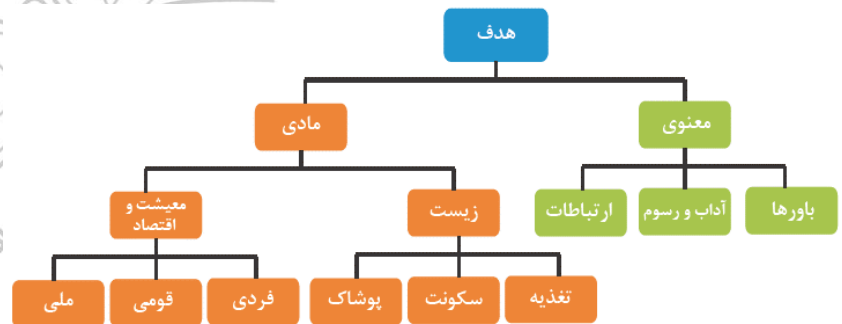 هدف
معنوی
مادی
باورها
آداب و رسوم
ارتباطات
زیست
معیشت و
اقتصاد
تغذیه
سکونت
پوشاک
فردی
قومی
ملی